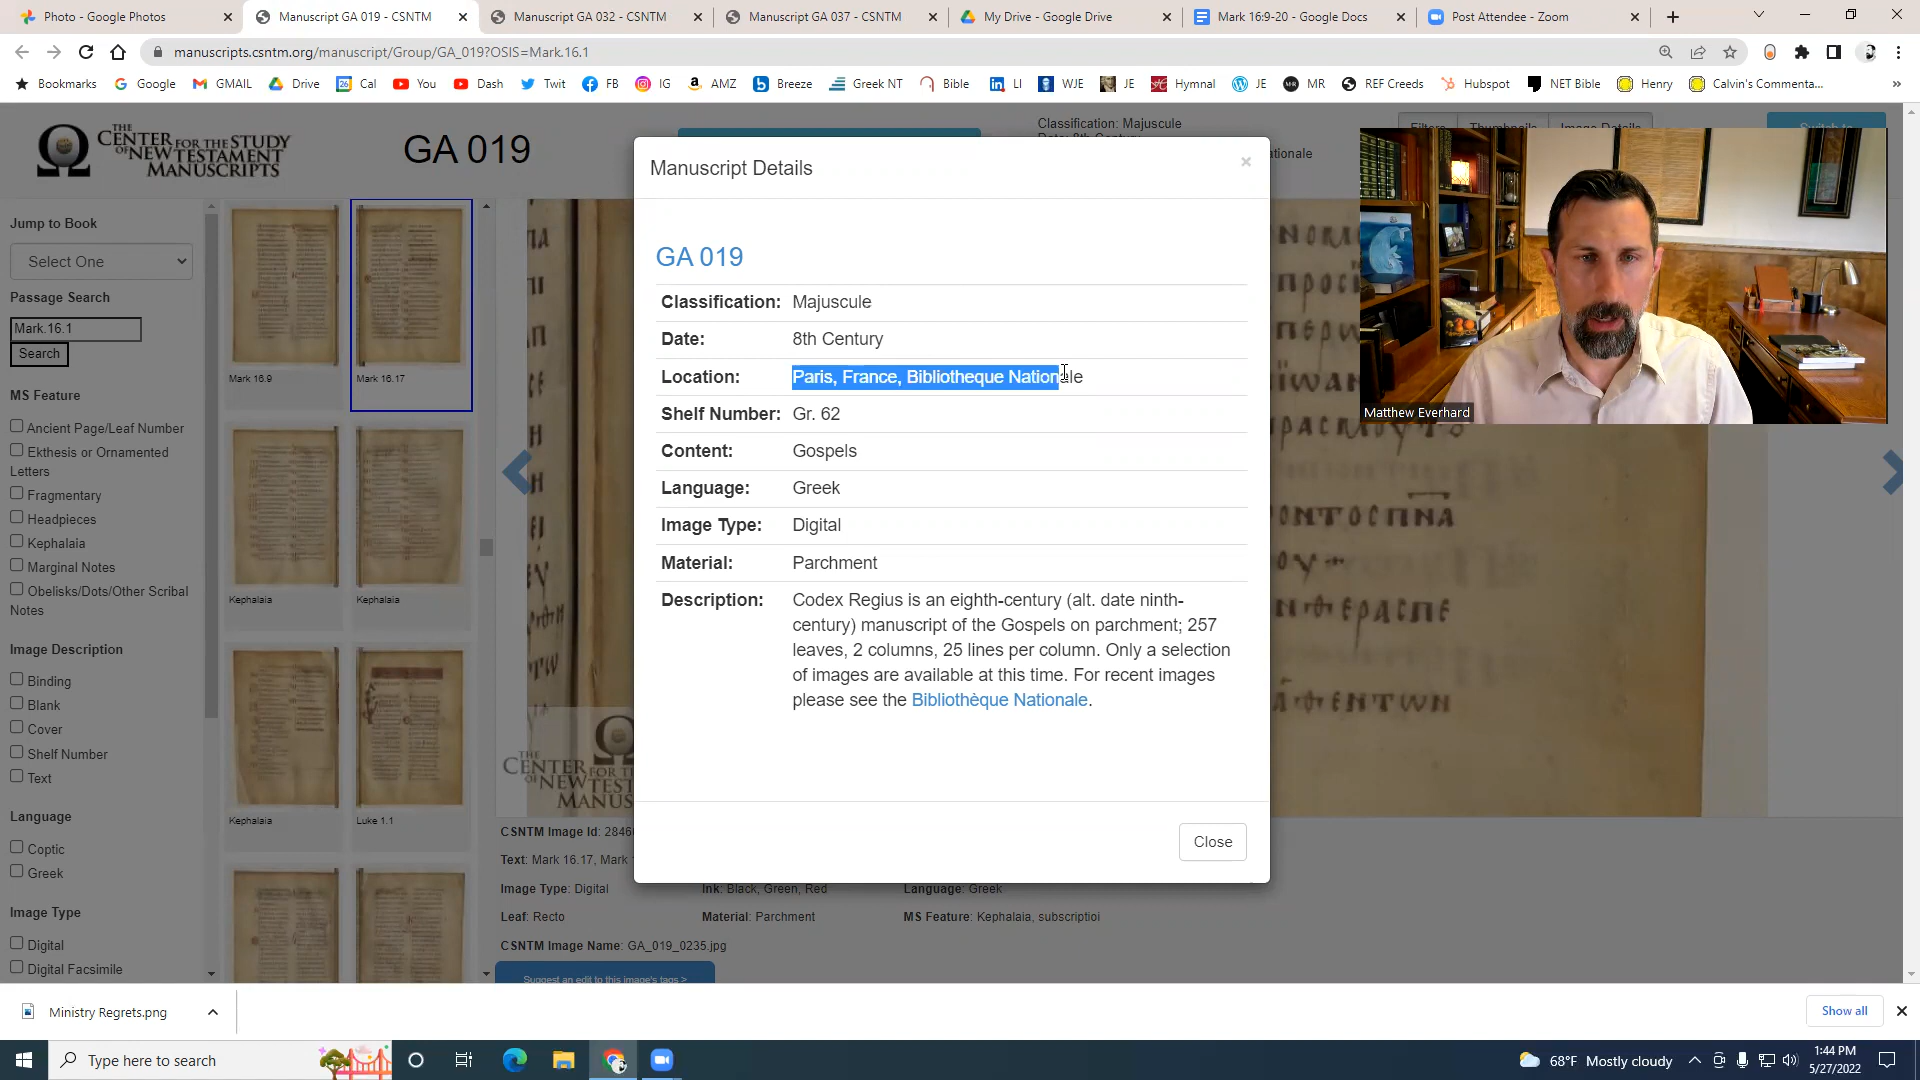 Photo - Google Photos
Manuscript GA 019 - CSNTM
Manuscript GA 032 - CSNTM
Manuscript GA 037 - CSNTM
My Drive - Google Drive
Mark 16:9-20 - Google Docs
Post Attendee - Zoom
manuscripts.csntm.org/manuscript/Group/GA_019?OSIS=Mark.16.1
Bookmarks Google GMAIL Drive Cal You Dash Twit FB IG AMZ Breeze Greek NT Bible LI WJE JE Hymnal JE MR REF Creeds Hubspot NET Bible Henry Calvin's Commenta...
THE CENTER FOR THE STUDY OF NEW TESTAMENT MANUSCRIPTS
GA 019
Classification: Majuscule
Filters Thumbnails Image Details
Jump to Book
Select One
Passage Search
Mark.16.1
Search
MS Feature
Ancient Page/Leaf Number
Ekthesis or Ornamented
Letters
Fragmentary
Headpieces
Kephalaia
Marginal Notes
Obelisks/Dots/Other Scribal
Notes
Image Description
Binding
Blank
Cover
Shelf Number
Text
Language
Coptic
Greek
Image Type
Digital
Digital Facsimile
Mark 16.9
Mark 16.17
Kephalaia
Kephalaia
Kephalaia
Luke 1.1
Manuscript Details
×
GA 019
Classification: Majuscule
Date: 8th Century
Location: Paris, France, Bibliotheque Nationale
Shelf Number: Gr. 62
Content: Gospels
Language: Greek
Image Type: Digital
Material: Parchment
Description: Codex Regius is an eighth-century (alt. date ninth-
century) manuscript of the Gospels on parchment; 257
leaves, 2 columns, 25 lines per column. Only a selection
of images are available at this time. For recent images
please see the Bibliothèque Nationale.
Close
Matthew Everhard
CSNTM Image Id: 2846
Text: Mark 16.17, Mark
Image Type: Digital
Ink: Black, Green, Red
Language: Greek
Leaf: Recto
Material: Parchment
MS Feature: Kephalaia, subscriptioi
CSNTM Image Name: GA_019_0235.jpg
Suggest an edit to this image's tags >
Ministry Regrets.png
Show all
Type here to search
68°F Mostly cloudy
1:44 PM
5/27/2022